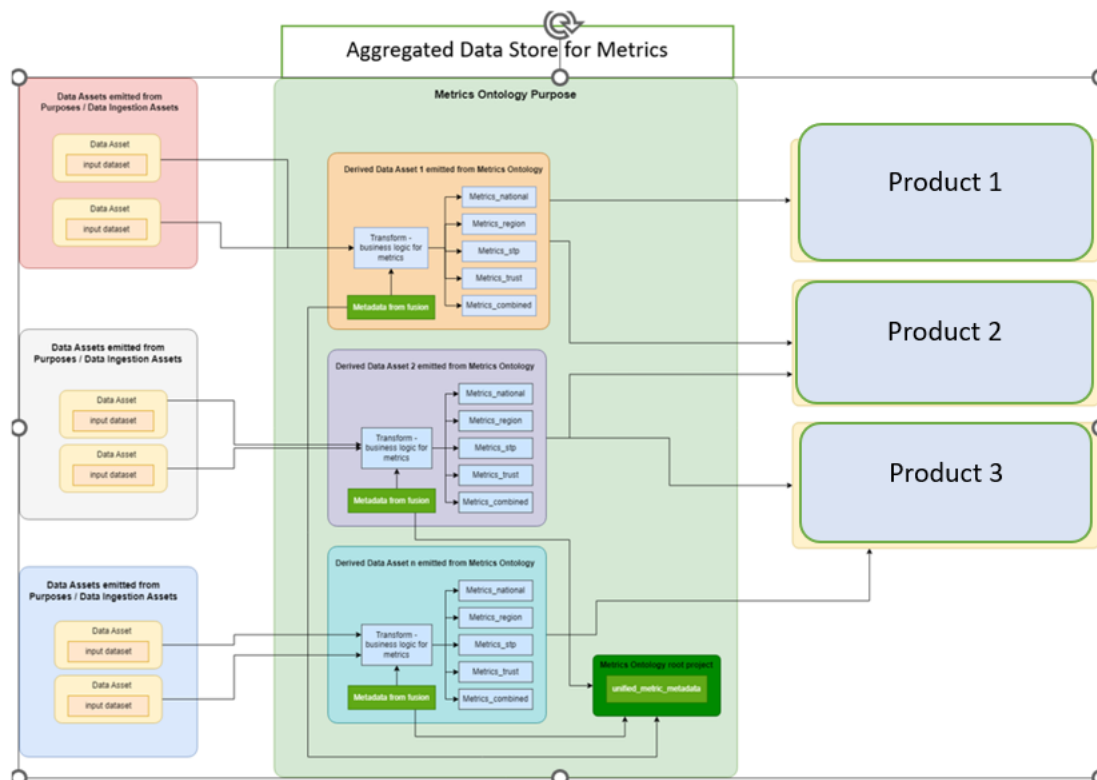 Aggregated Data Store for Metrics
Metrics Ontology Purpose
Data Assets emitted from
Purposes / Data Ingestion Assets
Data Asset
input dataset
Data Asset
input dataset
Data Assets emitted from
Purposes / Data Ingestion Assets
Data Asset
input dataset
Data Asset
input dataset
Data Assets emitted from
Purposes / Data Ingestion Assets
Data Asset
input dataset
Data Asset
input dataset
Derived Data Asset 1 emitted from Metrics Ontology
Transform -
business logic for
metrics
Metadata from fusion
Metrics_national
Metrics_region
Metrics_stp
Metrics_trust
Metrics_combined
Derived Data Asset 2 emitted from Metrics Ontology
Transform -
business logic for
metrics
Metadata from fusion
Metrics_national
Metrics_region
Metrics_stp
Metrics_trust
Metrics_combined
Derived Data Asset n emitted from Metrics Ontology
Transform -
business logic for
metrics
Metadata from fusion
Metrics_national
Metrics_region
Metrics_stp
Metrics_trust
Metrics_combined
Metrics Ontology root project
unified_metric_metadata
Product 1
Product 2
Product 3